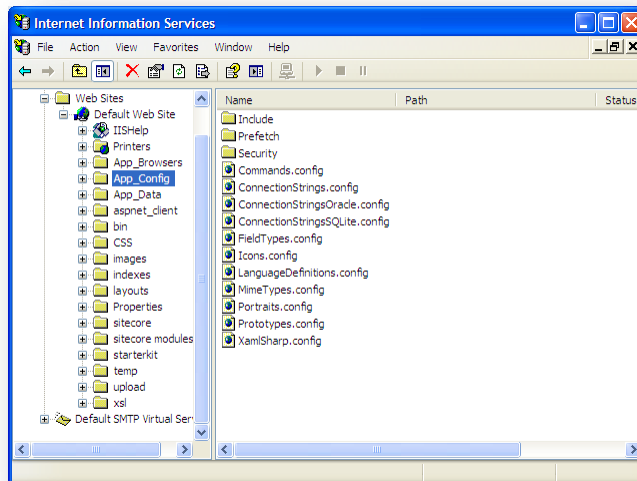 Internet Information Services
File Action View Favorites Window Help
Web Sites
Default Web Site
IISHelp
Printers
App_Browsers
App_Config
App_Data
aspnet_client
bin
CSS
images
indexes
layouts
Properties
sitecore
sitecore modules
starterkit
temp
upload
xsl
Default SMTP Virtual Ser
Name Path Status
Include
Prefetch
Security
Commands.config
ConnectionStrings.config
ConnectionStringsOracle.config
ConnectionStringsSQLite.config
FieldTypes.config
Icons.config
LanguageDefinitions.config
MimeTypes.config
Portraits.config
Prototypes.config
XamlSharp.config